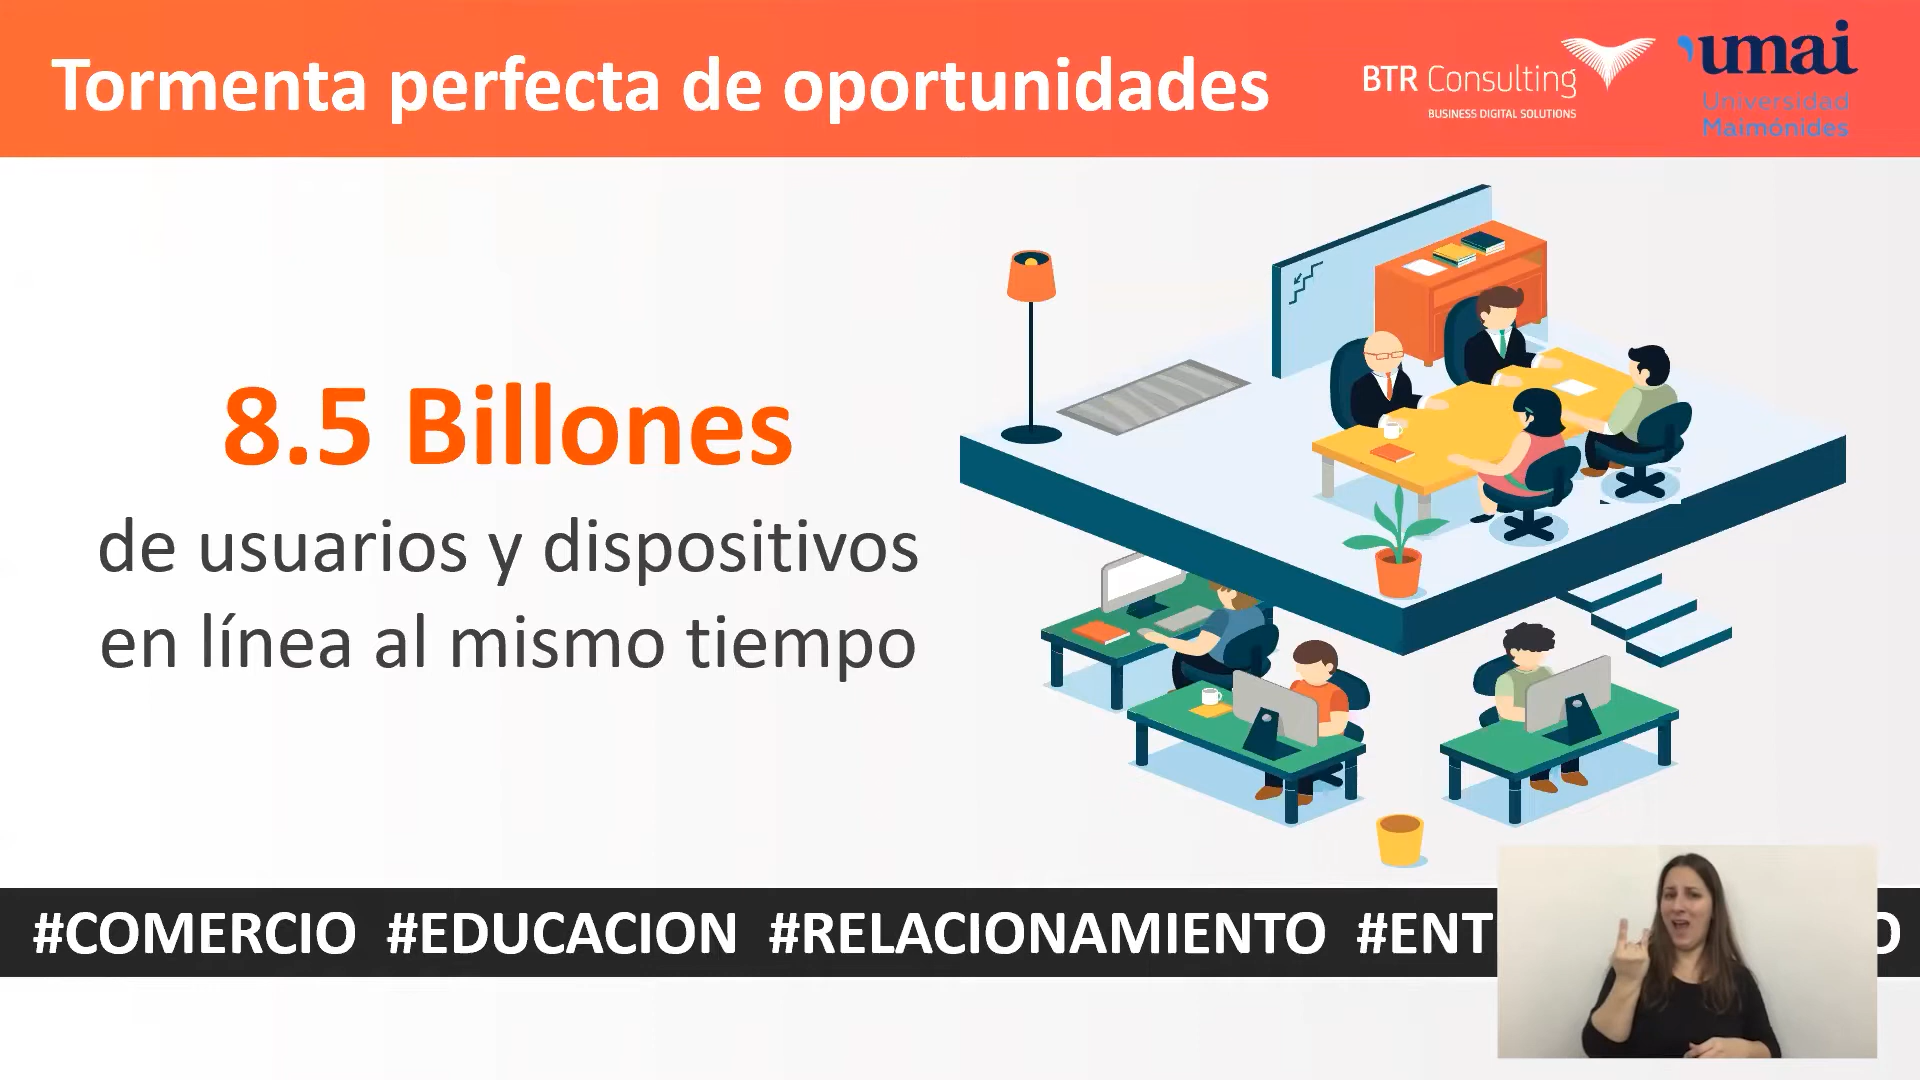 Tormenta perfecta de oportunidades
BTR Consulting
BUSINESS DIGITAL SOLUTIONS
umai
Universidad
Maimónides
8.5 Billones
de usuarios y dispositivos
en línea al mismo tiempo
#COMERCIO #EDUCACION #RELACIONAMIENTO